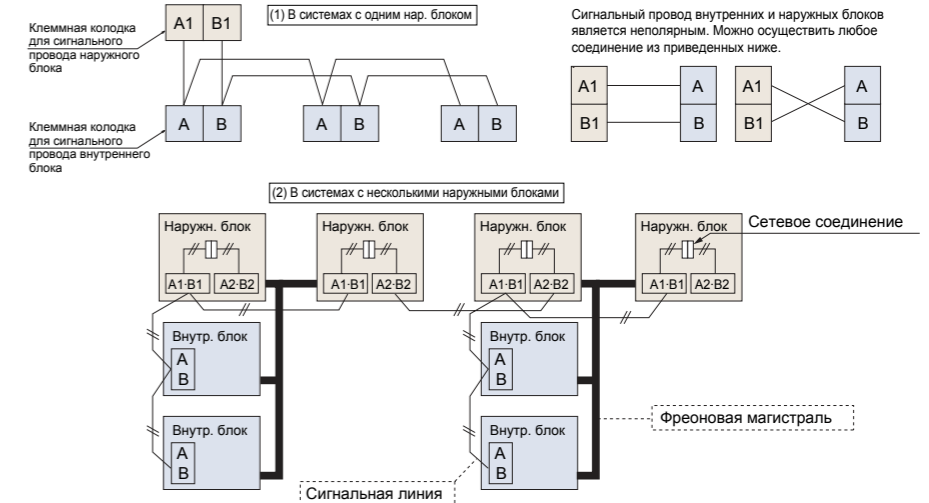 Клеммная колодка
для сигнального
провода наружного
блока
A1 B1
(1) В системах с одним нар. блоком
Клеммная колодка
для сигнального
провода внутреннего
блока
A B
A B
A B
Сигнальный провод внутренних и наружных блоков
является неполярным. Можно осуществить любое
соединение из приведенных ниже.
A1 A
B1 B
A1 A
B1 B
(2) В системах с несколькими наружными блоками
Наружн. блок
A1·B1 A2·B2
Наружн. блок
A1·B1 A2·B2
Наружн. блок
A1·B1 A2·B2
Наружн. блок
A1·B1 A2·B2
Сетевое соединение
Внутр. блок
A
B
Внутр. блок
A
B
Внутр. блок
A
B
Внутр. блок
A
B
Фреоновая магистраль
Сигнальная линия